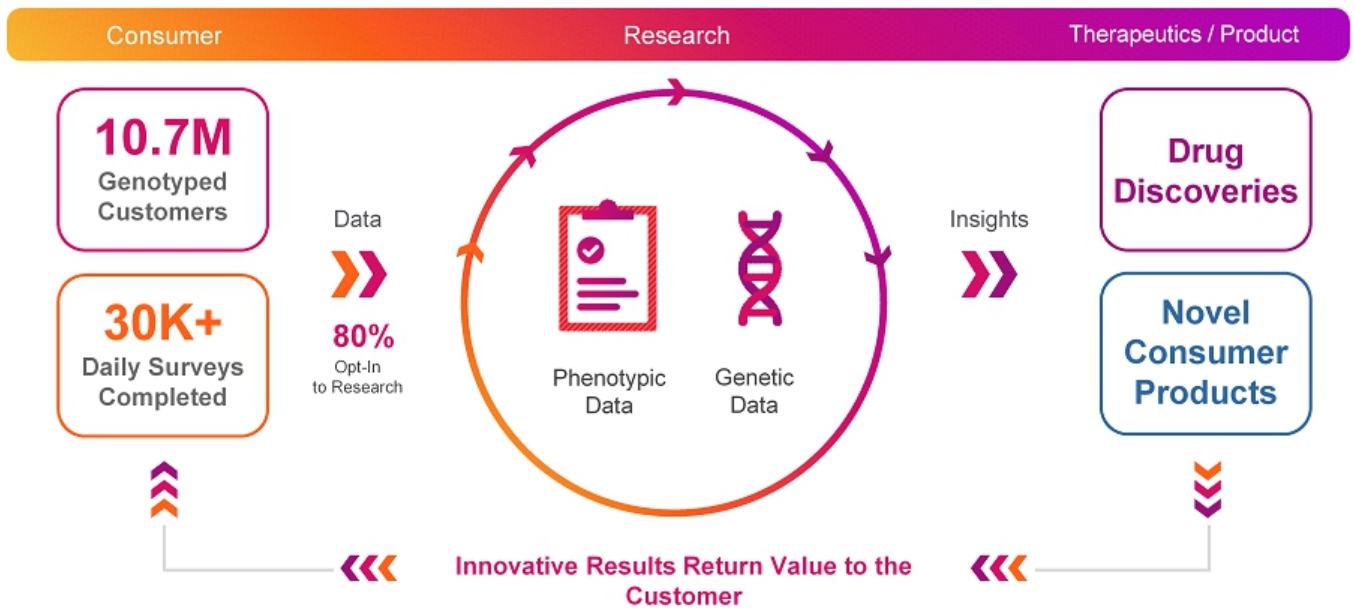 Consumer
Research
Therapeutics / Product
10.7M
Genotyped
Customers
30K+
Daily Surveys
Completed
Data
80%
Opt-In
to Research
Phenotypic
Data
Genetic
Data
Insights
Drug
Discoveries
Novel
Consumer
Products
Innovative Results Return Value to the
Customer